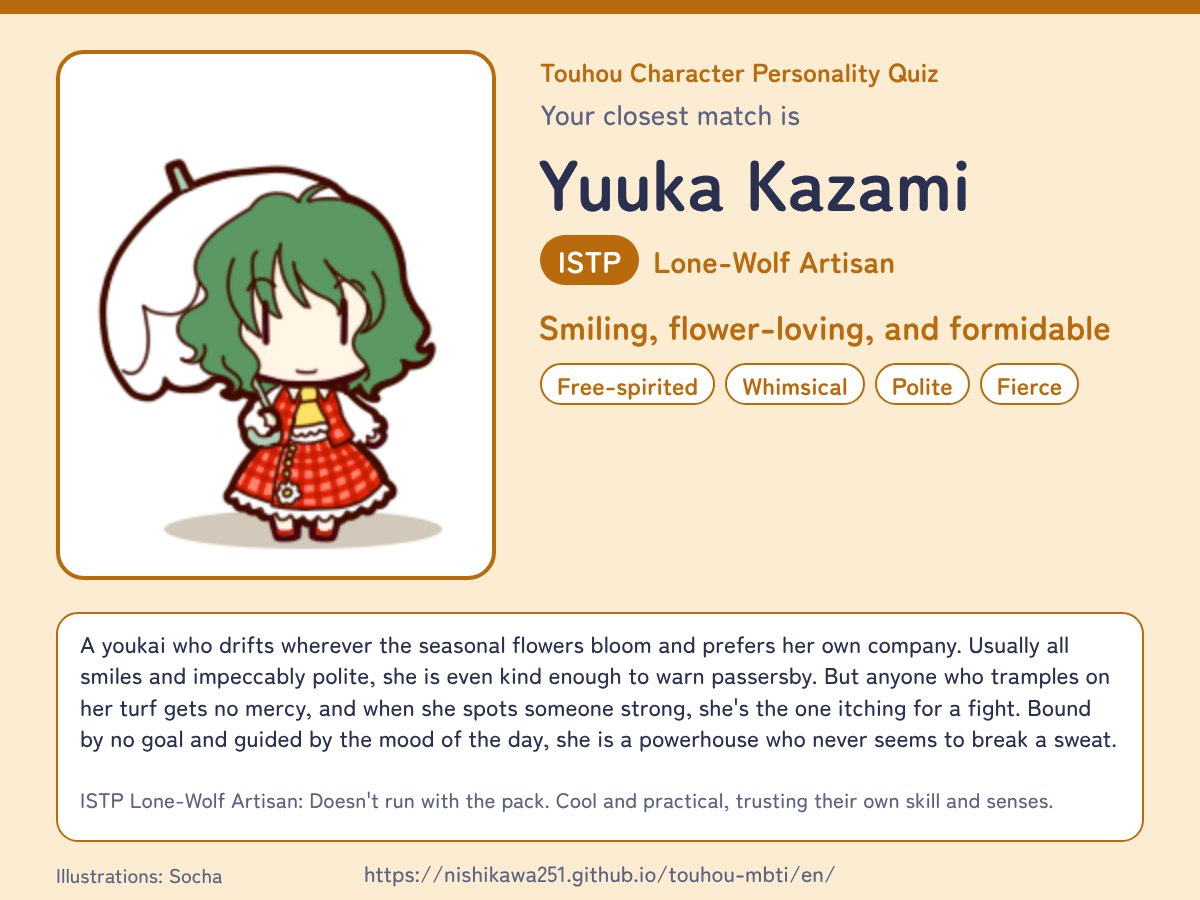 Touhou Character Personality Quiz
Your closest match is
Yuuka Kazami
ISTP Lone-Wolf Artisan
Smiling, flower-loving, and formidable
Free-spirited Whimsical Polite Fierce
A youkai who drifts wherever the seasonal flowers bloom and prefers her own company. Usually all
smiles and impeccably polite, she is even kind enough to warn passersby. But anyone who tramples on
her turf gets no mercy, and when she spots someone strong, she's the one itching for a fight. Bound
by no goal and guided by the mood of the day, she is a powerhouse who never seems to break a sweat.
ISTP Lone-Wolf Artisan: Doesn't run with the pack. Cool and practical, trusting their own skill and senses.
Illustrations: Socha https://nishikawa251.github.io/touhou-mbti/en/